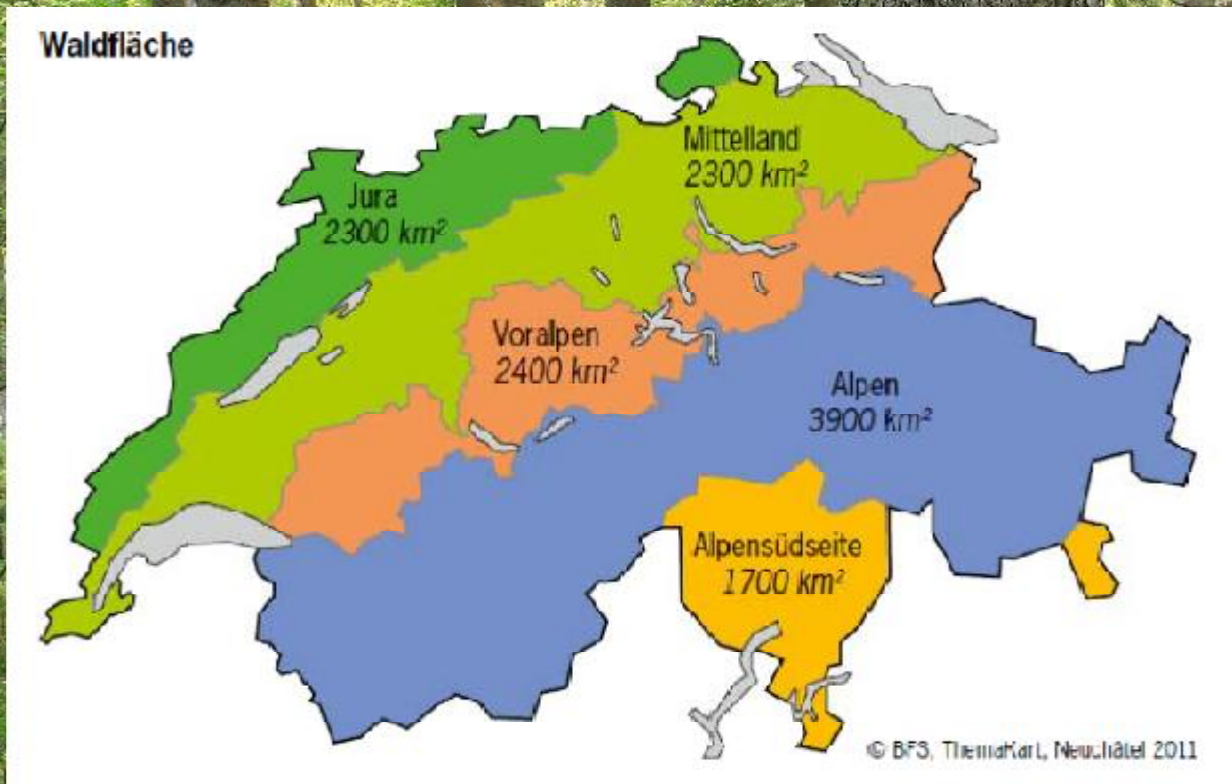 Waldfläche
Mittelland
2300 km²
Jura
2300 km²
Voralpen
2400 km²
Alpen
3900 km²
Alpensüdseite
1700 km²
© BFS, ThemaKart, Neuchâtel 2011